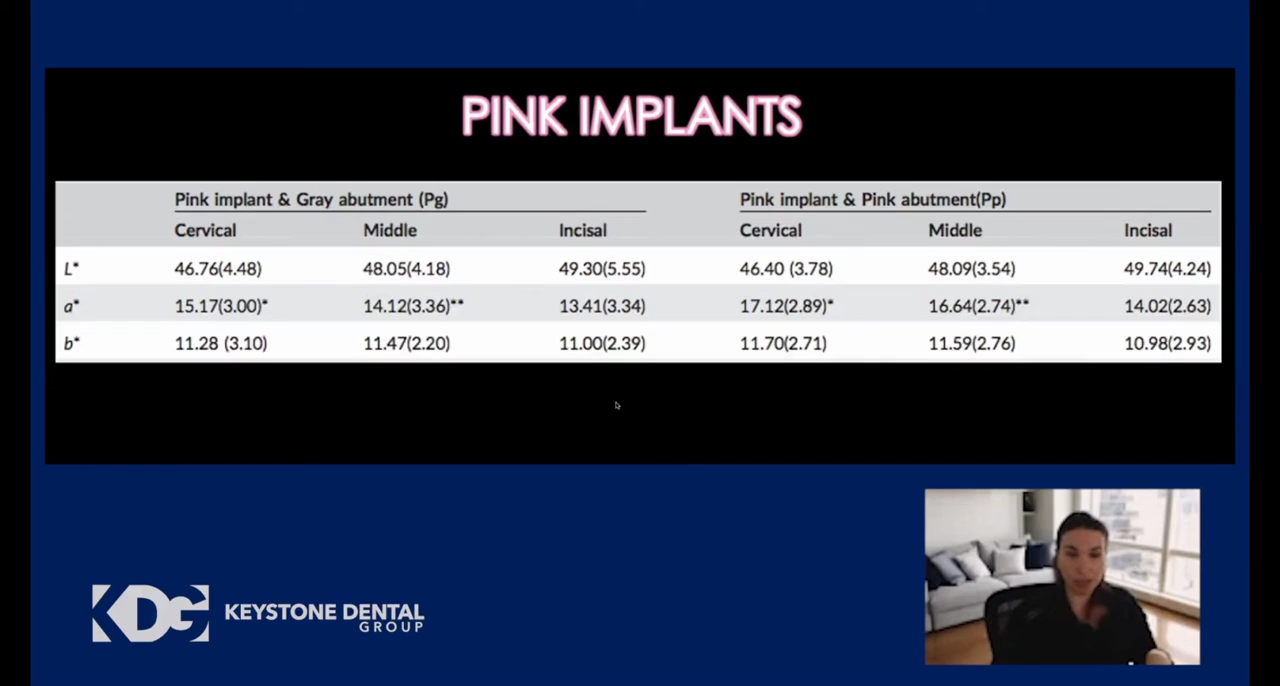 PINK IMPLANTS
Pink implant & Gray abutment (Pg) Pink implant & Pink abutment(Pp)
Cervical Middle Incisal Cervical Middle Incisal
L* 46.76(4.48) 48.05(4.18) 49.30(5.55) 46.40 (3.78) 48.09(3.54) 49.74(4.24)
a* 15.17(3.00)* 14.12(3.36)** 13.41(3.34) 17.12(2.89)* 16.64(2.74)** 14.02(2.63)
b* 11.28 (3.10) 11.47(2.20) 11.00(2.39) 11.70(2.71) 11.59(2.76) 10.98(2.93)
KDG KEYSTONE DENTAL
GROUP